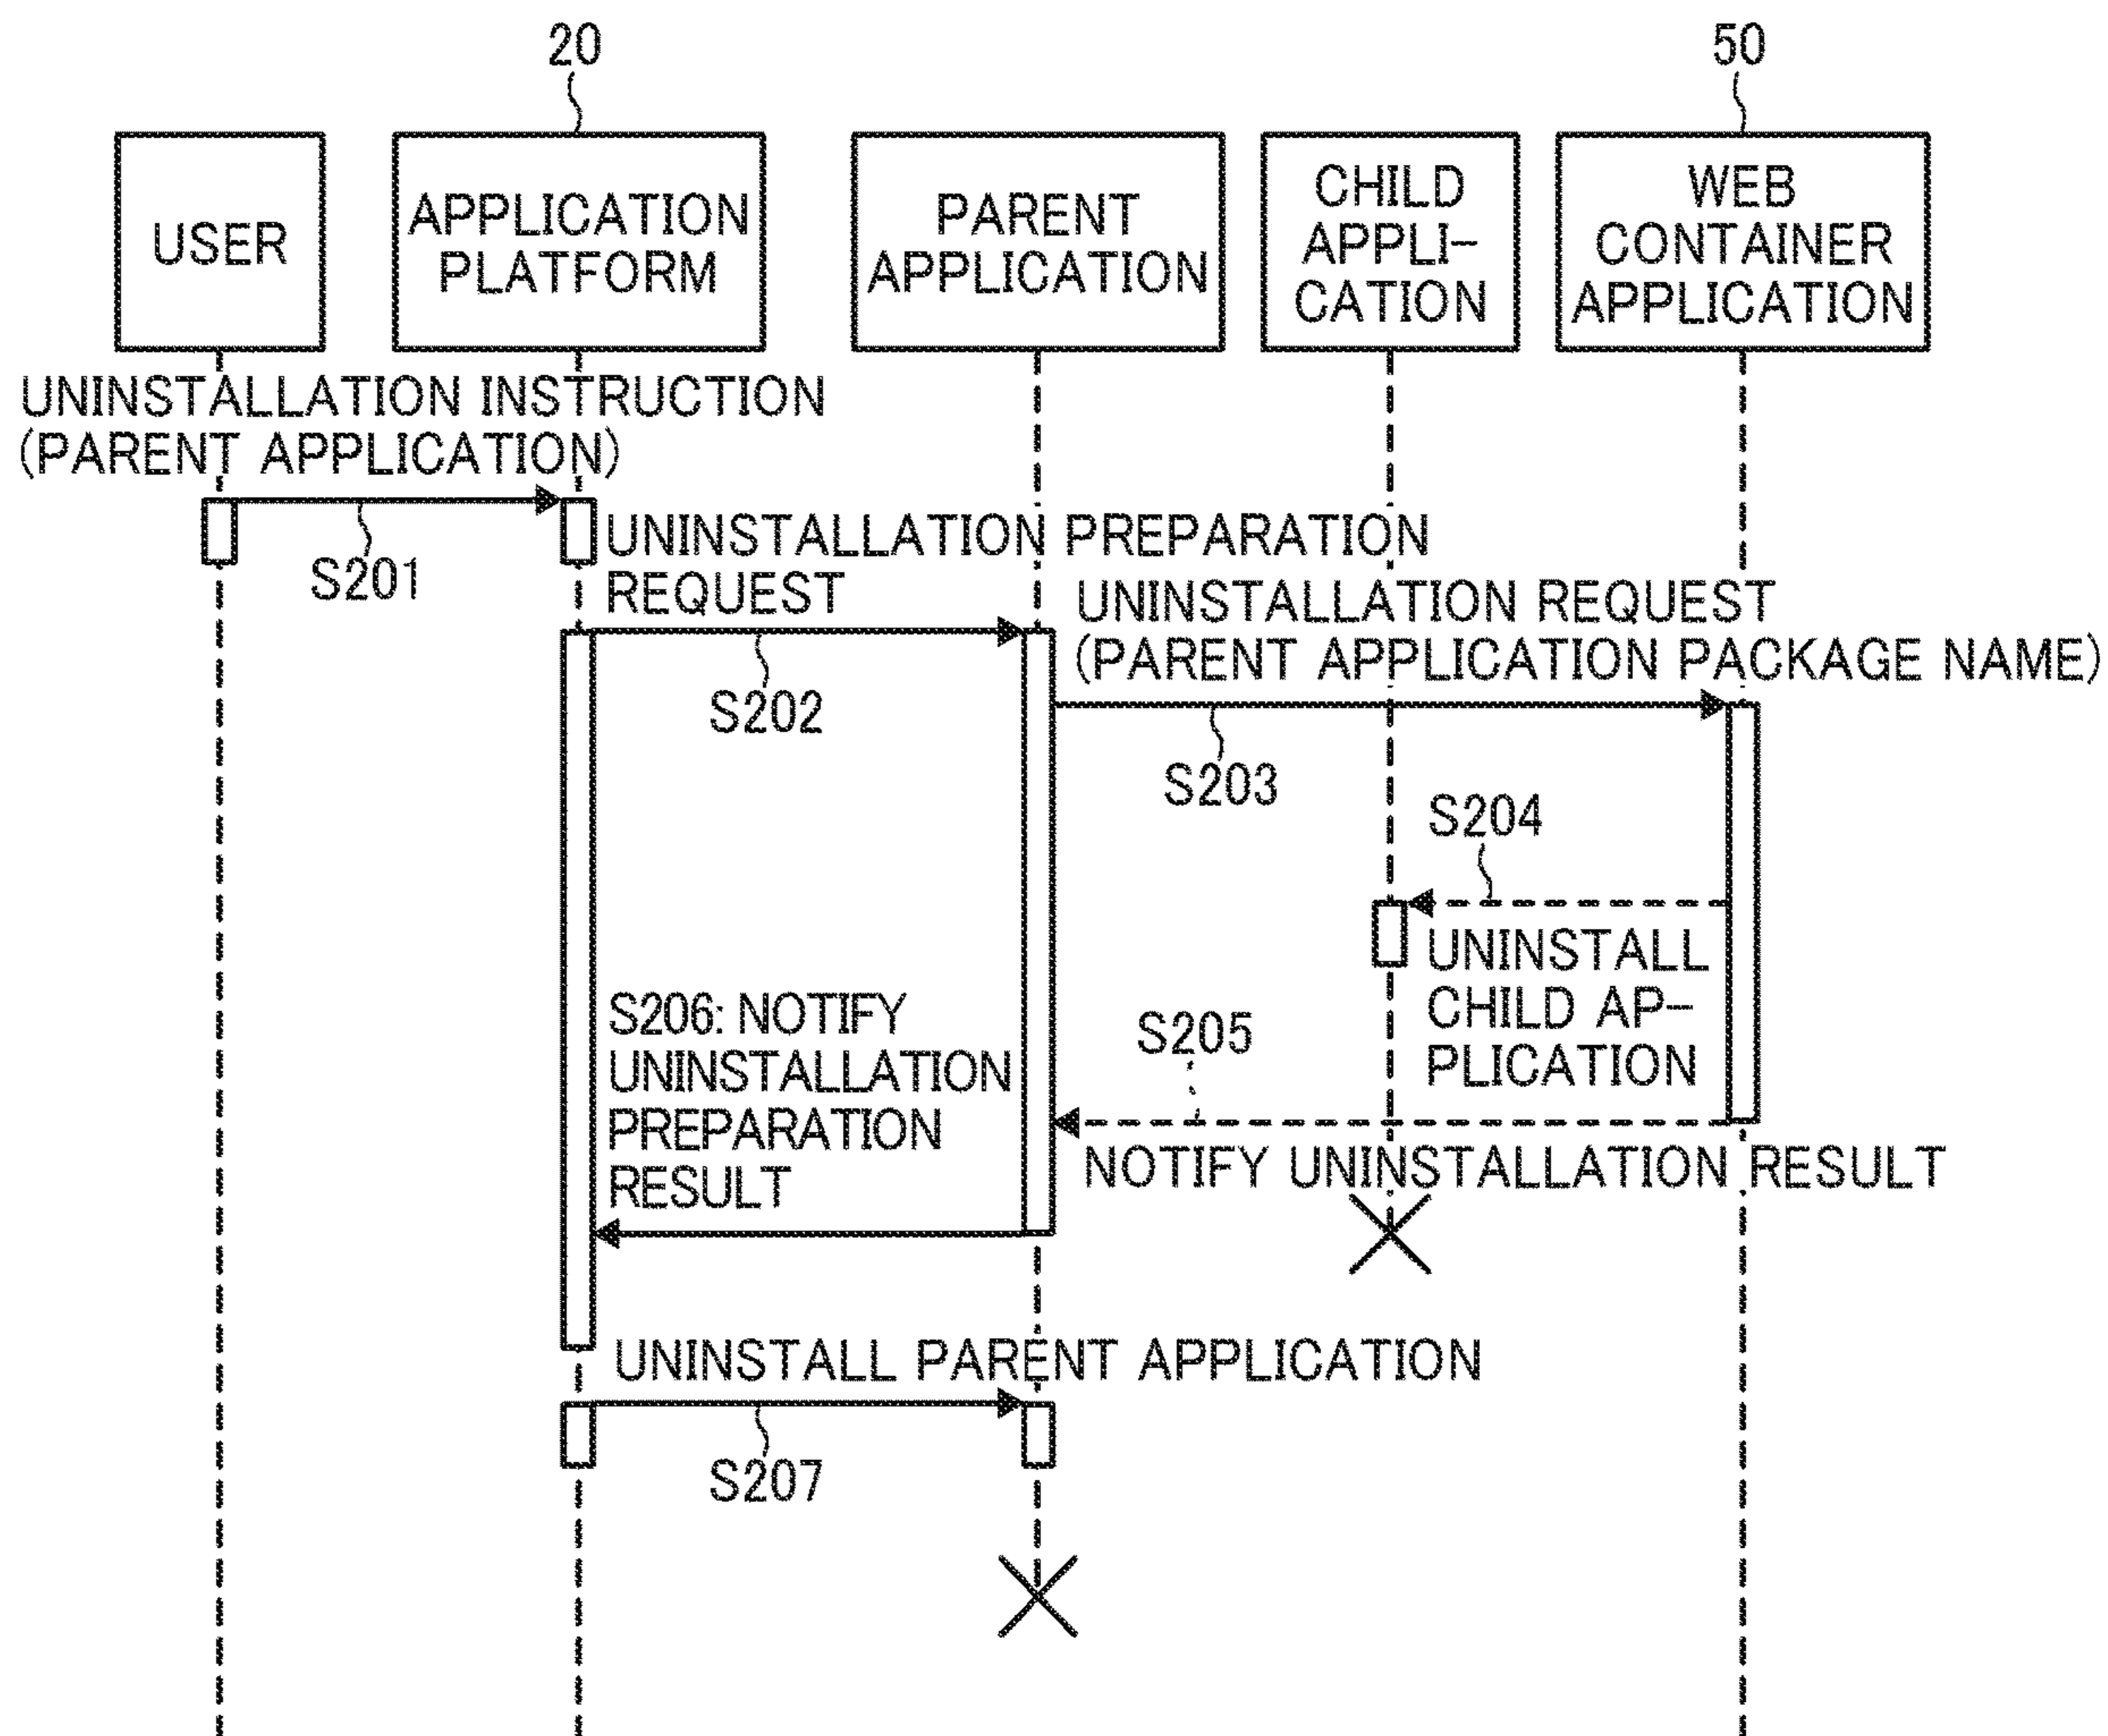 20
50
USER
APPLICATION
PLATFORM
PARENT
APPLICATION
CHILD
APPLI-
CATION
WEB
CONTAINER
APPLICATION
UNINSTALLATION INSTRUCTION
(PARENT APPLICATION)
S201
UNINSTALLATION PREPARATION
REQUEST
S202
UNINSTALLATION REQUEST
(PARENT APPLICATION PACKAGE NAME)
S203
S204
UNINSTALL
CHILD AP-
PLICATION
S205
NOTIFY UNINSTALLATION RESULT
S206: NOTIFY
UNINSTALLATION
PREPARATION
RESULT
UNINSTALL PARENT APPLICATION
S207